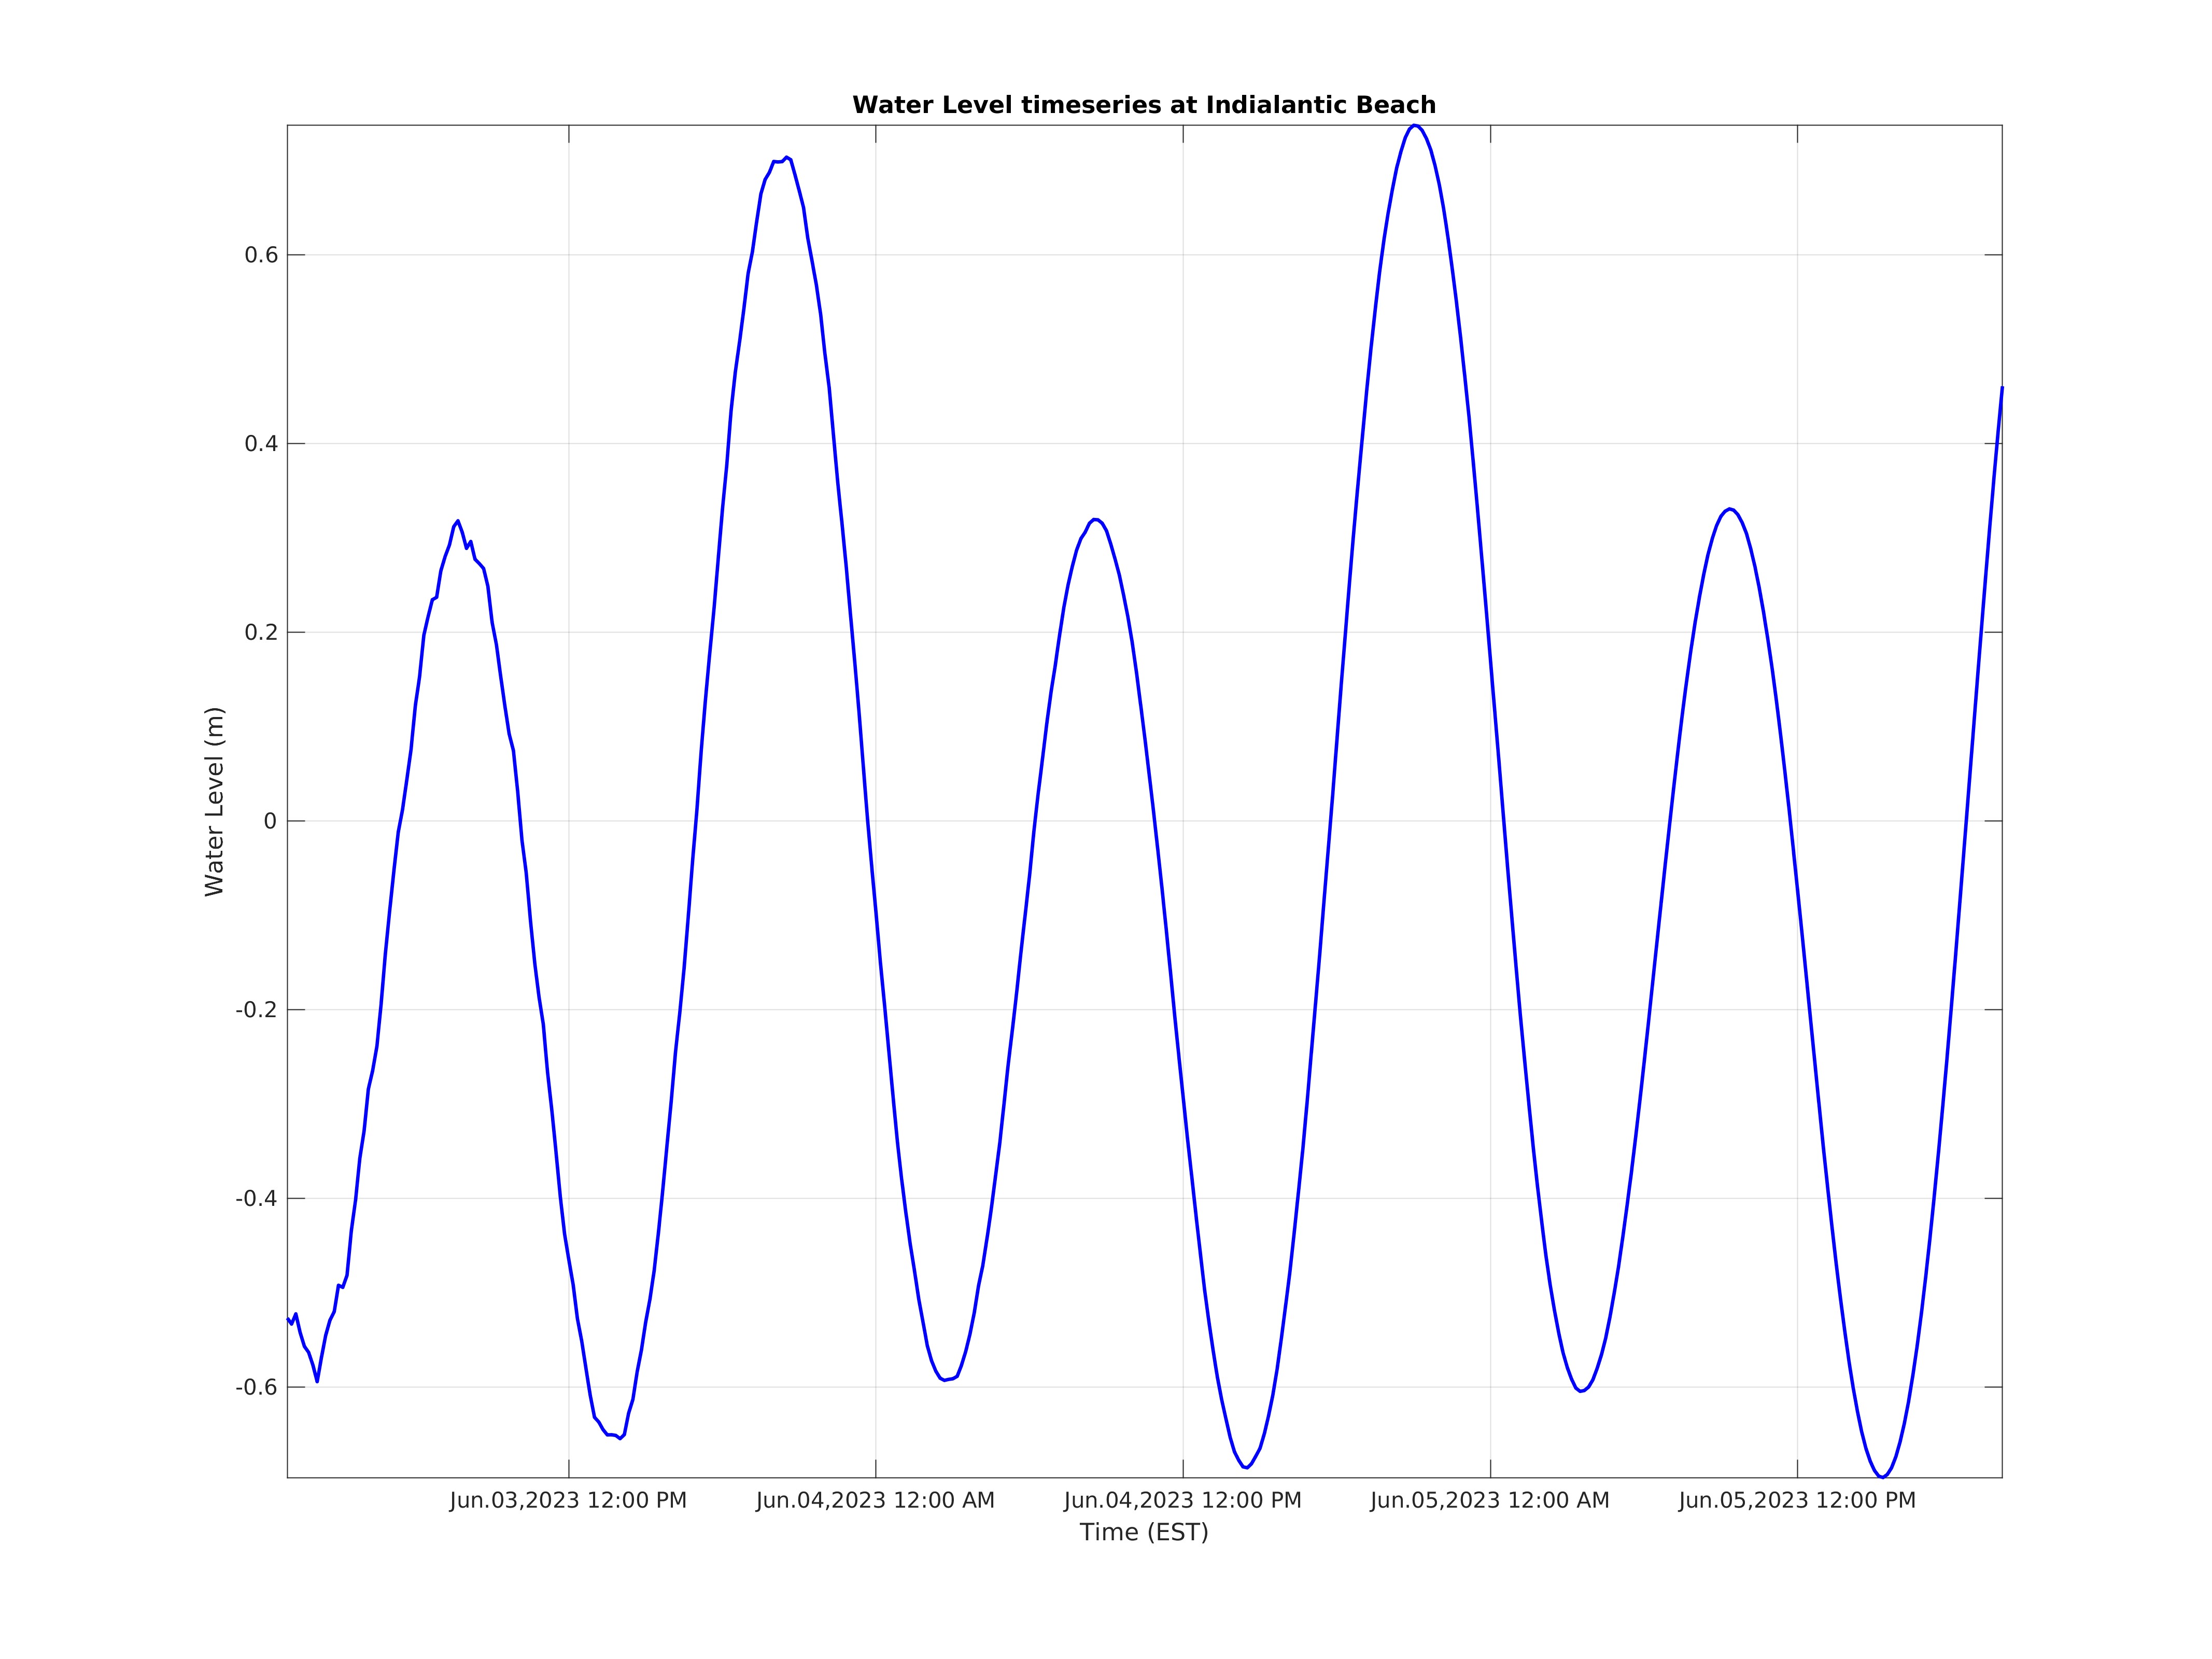 Water Level timeseries at Indialantic Beach
0.6
0.4
0.2
0
-0.2
-0.4
-0.6
Water Level (m)
Jun.03,2023 12:00 PM
Jun.04,2023 12:00 AM
Jun.04,2023 12:00 PM
Jun.05,2023 12:00 AM
Jun.05,2023 12:00 PM
Time (EST)